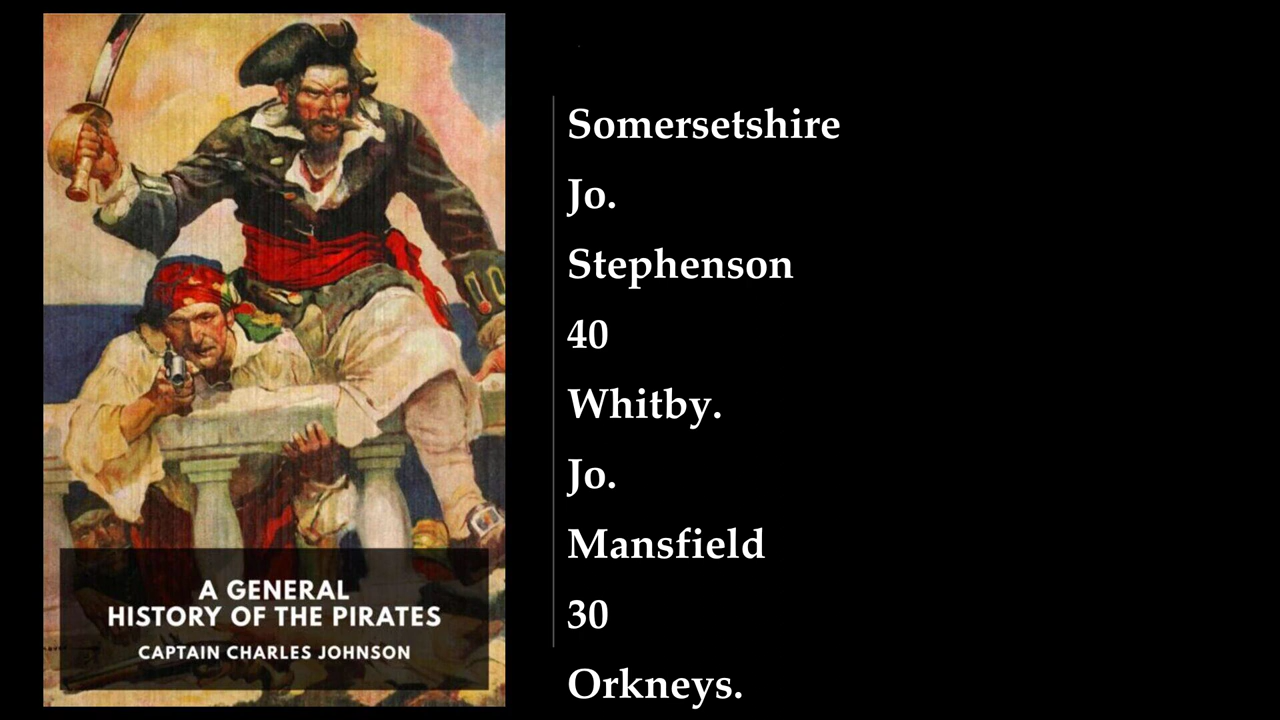 A GENERAL
HISTORY OF THE PIRATES
CAPTAIN CHARLES JOHNSON
Somersetshire
Jo.
Stephenson
40
Whitby.
Jo.
Mansfield
30
Orkneys.